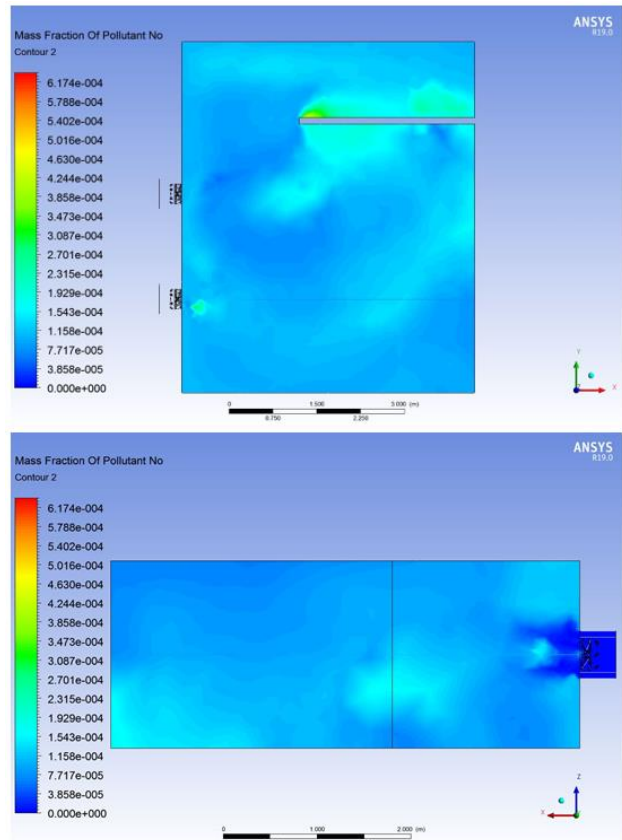 ANSYS
R19.0
Mass Fraction Of Pollutant No
Contour 2
6.174e-004
5.788e-004
5.402e-004
5.016e-004
4.630e-004
4.244e-004
3.858e-004
3.473e-004
3.087e-004
2.701e-004
2.315e-004
1.929e-004
1.543e-004
1.158e-004
7.717e-005
3.858e-005
0.000e+000
Y
Z
X
0 1.500 3.000 (m)
0.750 2.250
ANSYS
R19.0
Mass Fraction Of Pollutant No
Contour 2
6.174e-004
5.788e-004
5.402e-004
5.016e-004
4.630e-004
4.244e-004
3.858e-004
3.473e-004
3.087e-004
2.701e-004
2.315e-004
1.929e-004
1.543e-004
1.158e-004
7.717e-005
3.858e-005
0.000e+000
Z
X
0 1.000 2.000 (m)